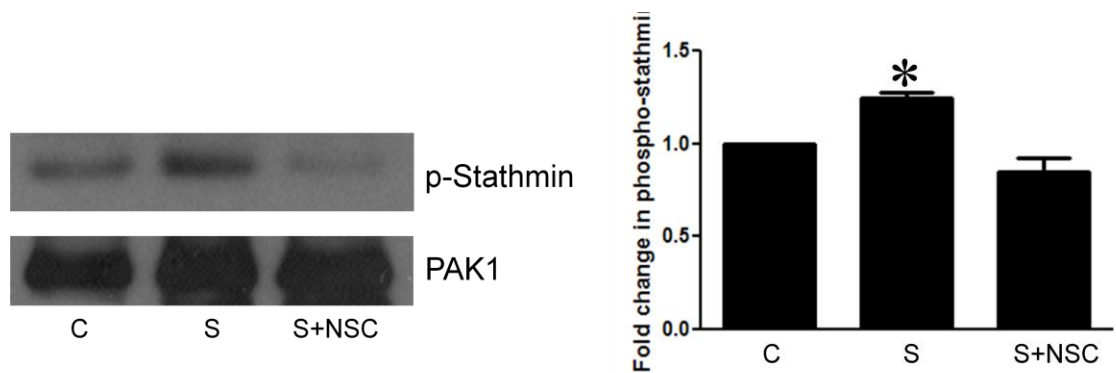 p-Stathmin
PAK1
C S S+NSC
Fold change in phospho-stathmi
1.5
*
1.0
0.5
0.0
C S S+NSC